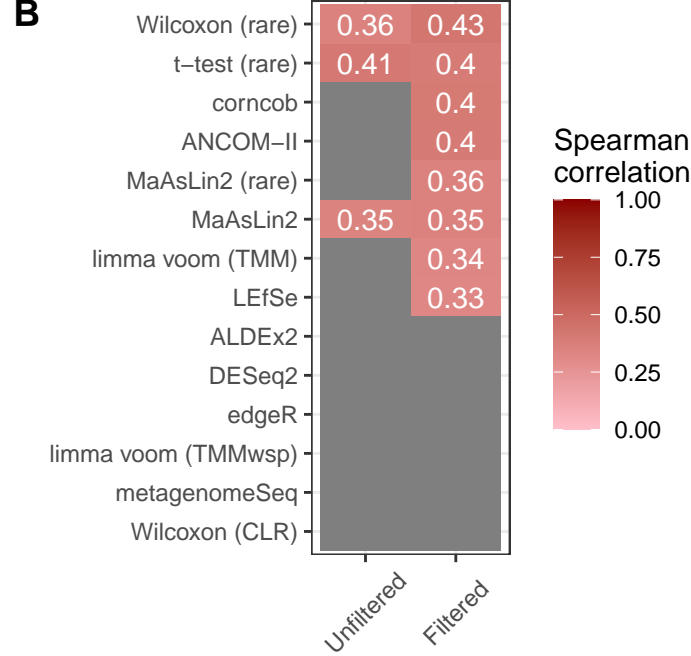 B
Wilcoxon (rare) 0.36 0.43
t−test (rare) 0.41 0.4
corncob 0.4
ANCOM−II 0.4
MaAsLin2 (rare) 0.36
MaAsLin2 0.35 0.35
limma voom (TMM) 0.34
LEfSe 0.33
ALDEx2
DESeq2
edgeR
limma voom (TMMwsp)
metagenomeSeq
Wilcoxon (CLR)
Unfiltered
Filtered
Spearman
correlation
1.00
0.75
0.50
0.25
0.00